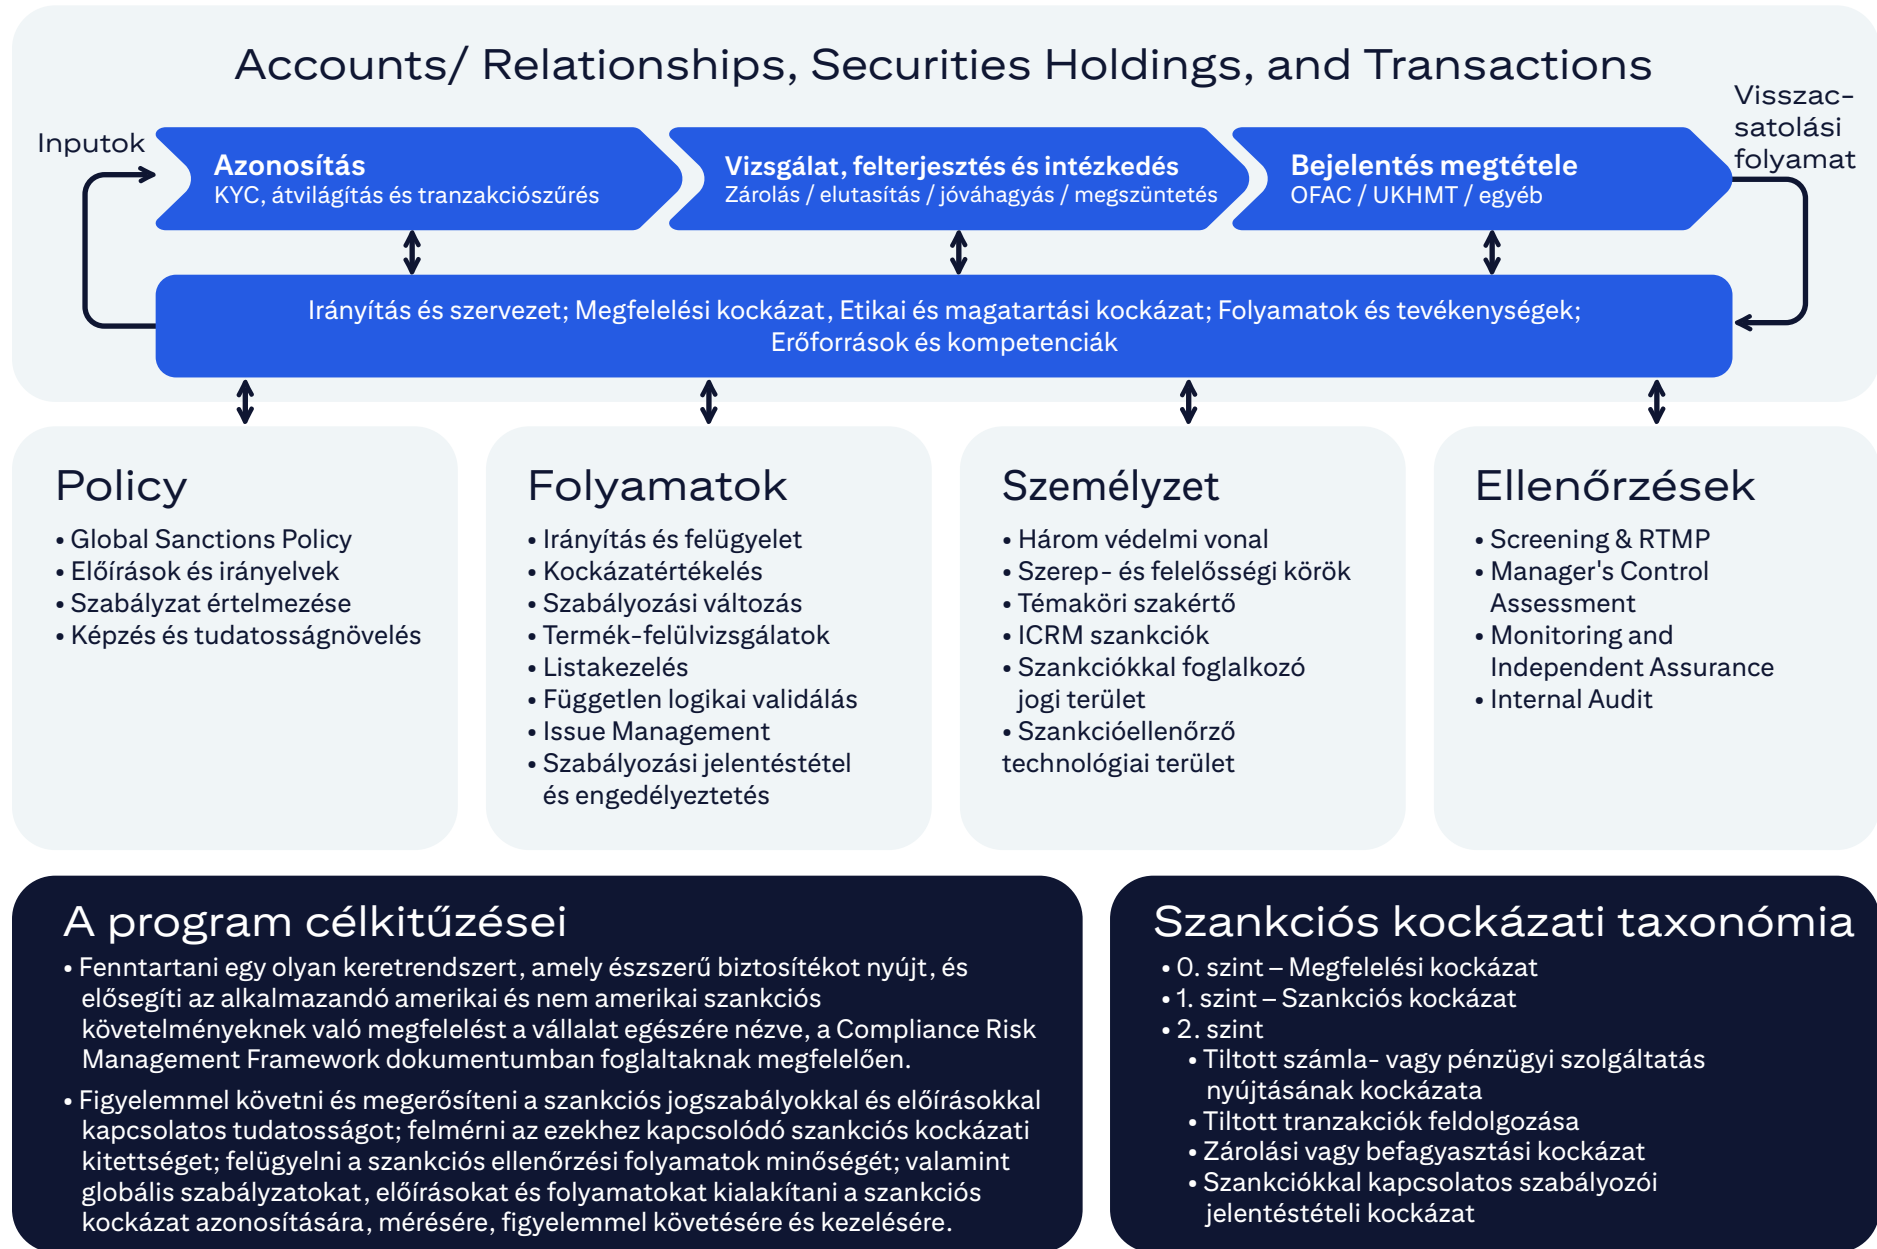 Accounts/ Relationships, Securities Holdings, and Transactions
Inputok
Visszac-
satolási
folyamat
Azonosítás
KYC, átvilágítás és tranzakciószűrés
Vizsgálat, felterjesztés és intézkedés
Zárolás / elutasítás / jóváhagyás / megszüntetés
Bejelentés megtétele
OFAC / UKHMT / egyéb
Irányítás és szervezet; Megfelelési kockázat, Etikai és magatartási kockázat; Folyamatok és tevékenységek;
Erőforrások és kompetenciák
Policy
• Global Sanctions Policy
• Előírások és irányelvek
• Szabályzat értelmezése
• Képzés és tudatosságnövelés
Folyamatok
• Irányítás és felügyelet
• Kockázatértékelés
• Szabályozási változás
• Termék-felülvizsgálatok
• Listakezelés
• Független logikai validálás
• Issue Management
• Szabályozási jelentéstétel
és engedélyeztetés
Személyzet
• Három védelmi vonal
• Szerep- és felelősségi körök
• Témaköri szakértő
• ICRM szankciók
• Szankciókkal foglalkozó
jogi terület
• Szankcióellenőrző
technológiai terület
Ellenőrzések
• Screening & RTMP
• Manager's Control
Assessment
• Monitoring and
Independent Assurance
• Internal Audit
A program célkitűzései
• Fenntartani egy olyan keretrendszert, amely észszerű biztosítékot nyújt, és
elősegíti az alkalmazandó amerikai és nem amerikai szankciós
követelményeknek való megfelelést a vállalat egészére nézve, a Compliance Risk
Management Framework dokumentumban foglaltaknak megfelelően.
• Figyelemmel követni és megerősíteni a szankciós jogszabályokkal és előírásokkal
kapcsolatos tudatosságot; felmérni az ezekhez kapcsolódó szankciós kockázati
kitettséget; felügyelni a szankciós ellenőrzési folyamatok minőségét; valamint
globális szabályzatokat, előírásokat és folyamatokat kialakítani a szankciós
kockázat azonosítására, mérésére, figyelemmel követésére és kezelésére.
Szankciós kockázati taxonómia
• 0. szint – Megfelelési kockázat
• 1. szint – Szankciós kockázat
• 2. szint
• Tiltott számla- vagy pénzügyi szolgáltatás
nyújtásának kockázata
• Tiltott tranzakciók feldolgozása
• Zárolási vagy befagyasztási kockázat
• Szankciókkal kapcsolatos szabályozói
jelentéstételi kockázat